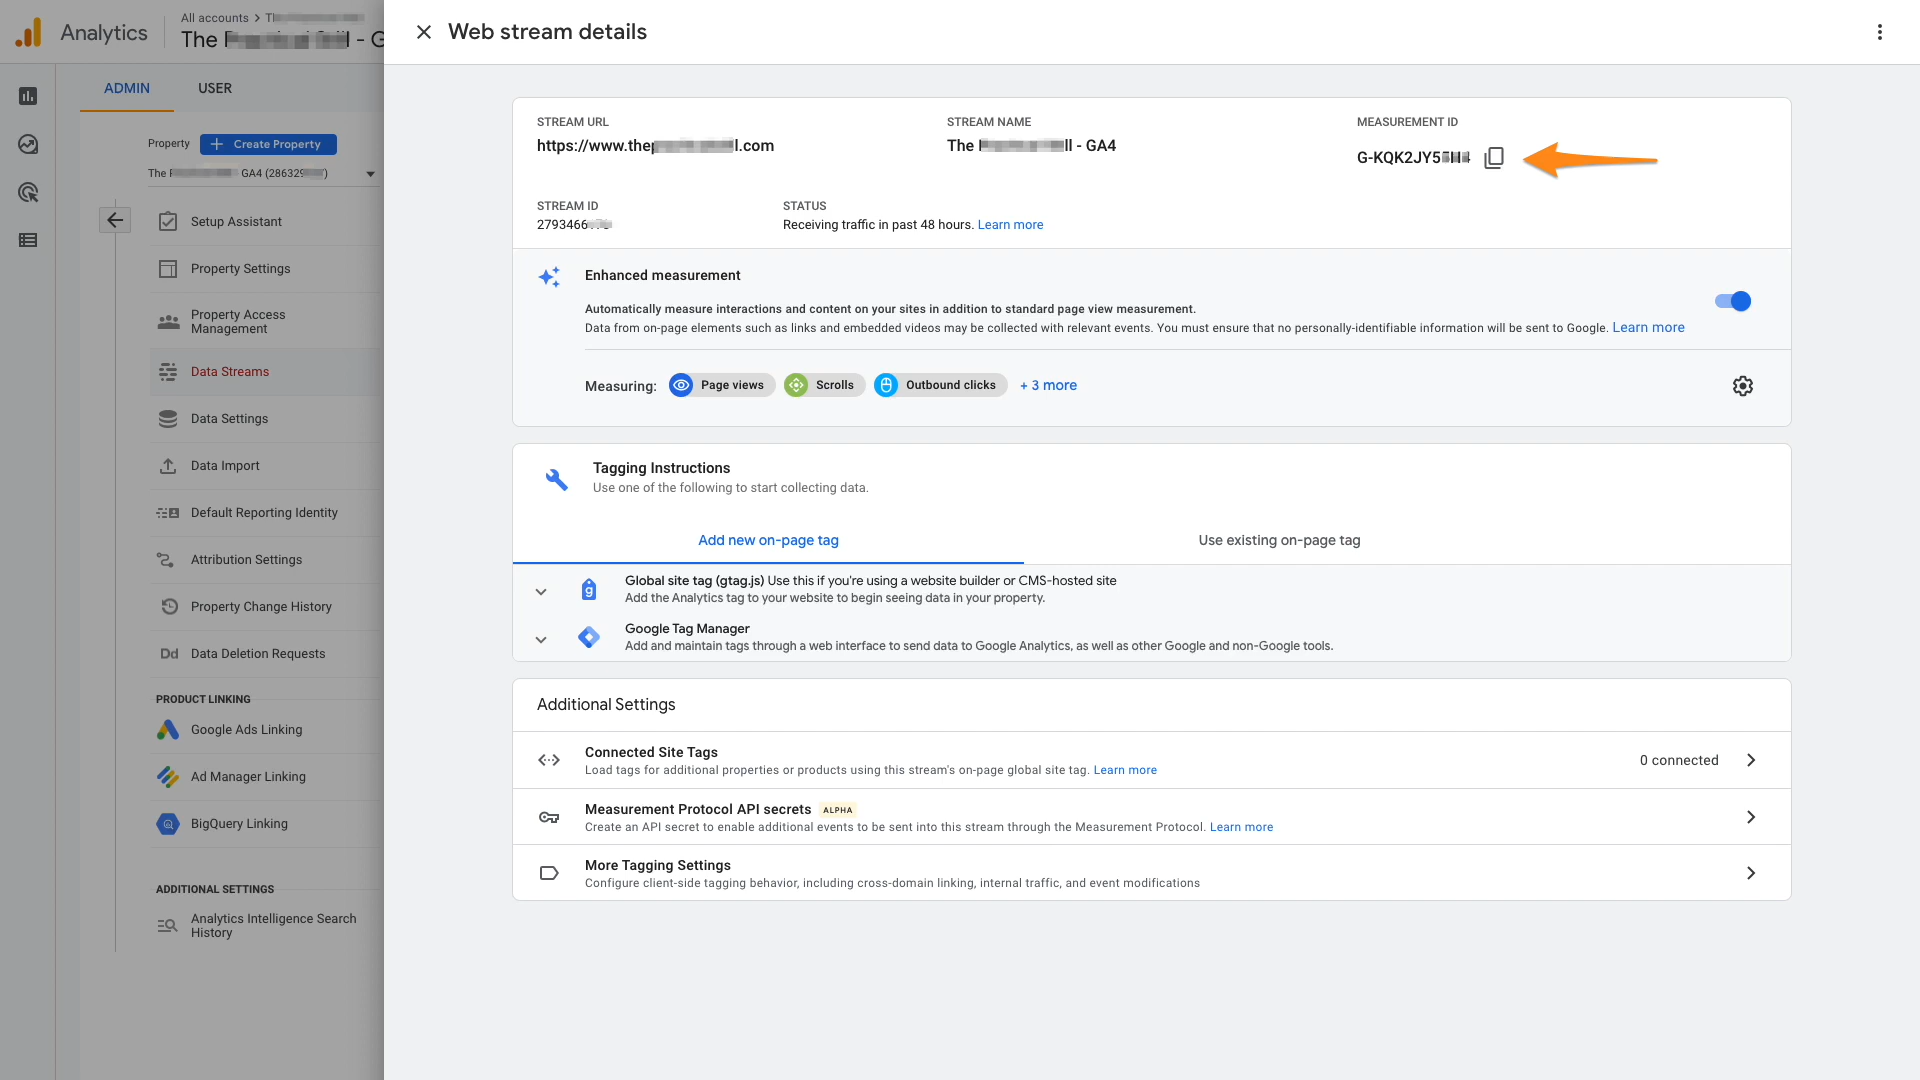 Analytics
All accounts >
The
ADMIN
USER
Property
Create Property
The
GA4 (286329
Setup Assistant
Property Settings
Property Access
Management
Data Streams
Data Settings
Data Import
Default Reporting Identity
Attribution Settings
Property Change History
Dd Data Deletion Requests
PRODUCT LINKING
Google Ads Linking
Ad Manager Linking
BigQuery Linking
ADDITIONAL SETTINGS
Analytics Intelligence Search
History
Web stream details
STREAM URL
https://www.thep
l.com
STREAM NAME
The
ll - GA4
MEASUREMENT ID
G-KQK2JY5
STREAM ID
2793466
STATUS
Receiving traffic in past 48 hours. Learn more
Enhanced measurement
Automatically measure interactions and content on your sites in addition to standard page view measurement.
Data from on-page elements such as links and embedded videos may be collected with relevant events. You must ensure that no personally-identifiable information will be sent to Google. Learn more
Measuring: Page views Scrolls Outbound clicks + 3 more
Tagging Instructions
Use one of the following to start collecting data.
Add new on-page tag
Use existing on-page tag
g
Global site tag (gtag.js) Use this if you're using a website builder or CMS-hosted site
Add the Analytics tag to your website to begin seeing data in your property.
Google Tag Manager
Add and maintain tags through a web interface to send data to Google Analytics, as well as other Google and non-Google tools.
Additional Settings
Connected Site Tags
Load tags for additional properties or products using this stream's on-page global site tag. Learn more
0 connected
Measurement Protocol API secrets ALPHA
Create an API secret to enable additional events to be sent into this stream through the Measurement Protocol. Learn more
More Tagging Settings
Configure client-side tagging behavior, including cross-domain linking, internal traffic, and event modifications